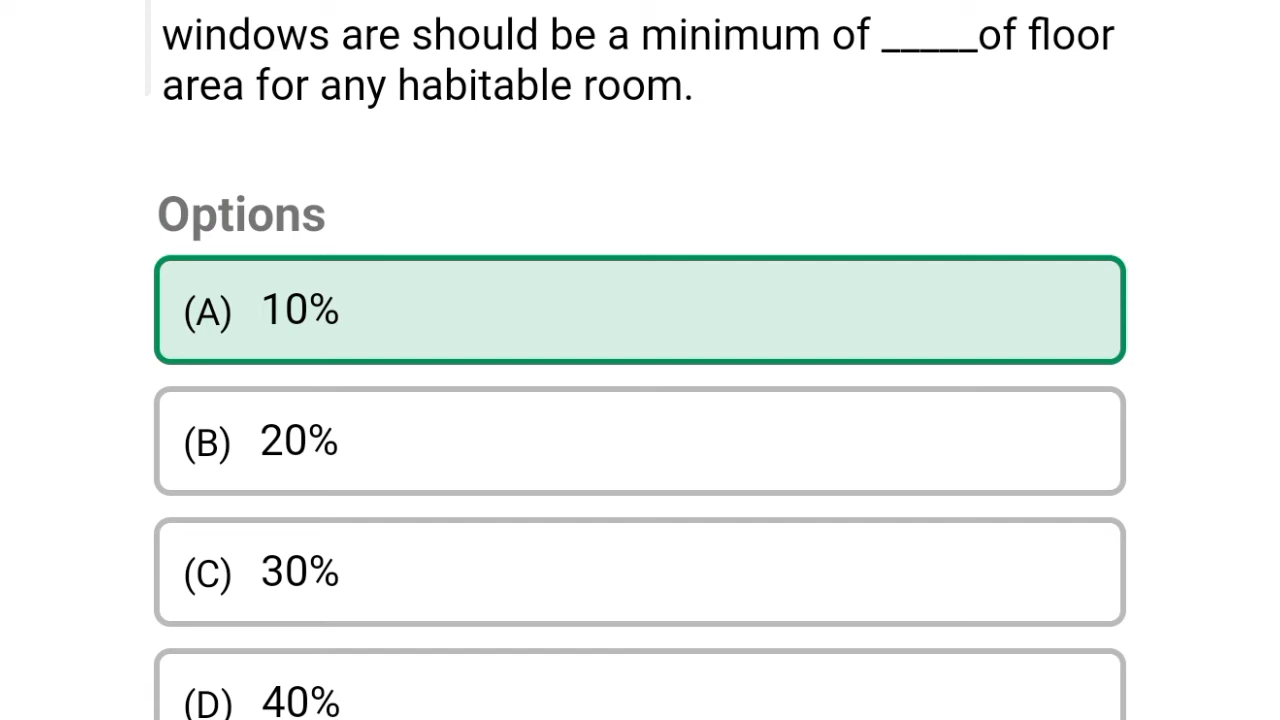 windows are should be a minimum of _____of floor
area for any habitable room.
Options
(A) 10%
(B) 20%
(C) 30%
(D) 40%